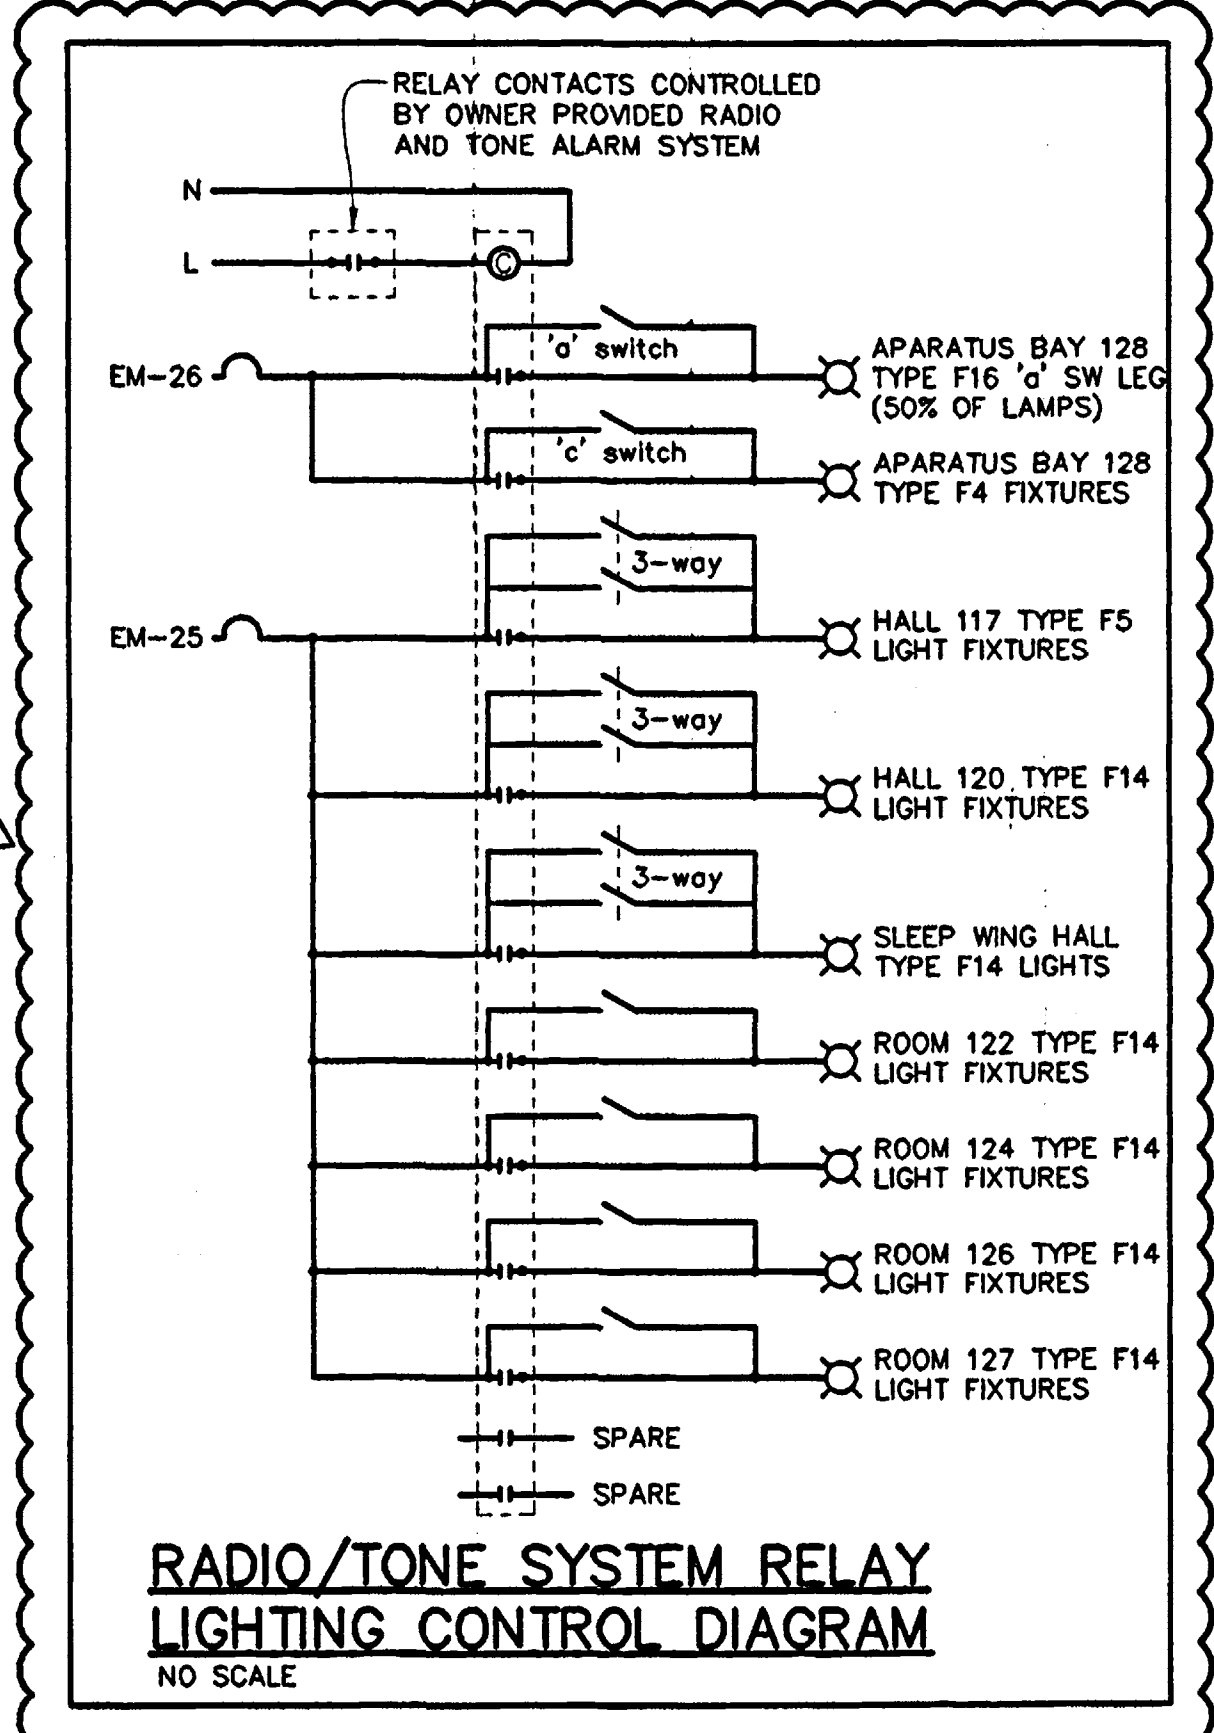 RELAY CONTACTS CONTROLLED
BY OWNER PROVIDED RADIO
AND TONE ALARM SYSTEM
N
L
C
'a' switch
EM-26
APARATUS BAY 128
TYPE F16 'a' SW LEG
(50% OF LAMPS)
'c' switch
APARATUS BAY 128
TYPE F4 FIXTURES
3-way
EM-25
HALL 117 TYPE F5
LIGHT FIXTURES
3-way
HALL 120 TYPE F14
LIGHT FIXTURES
3-way
SLEEP WING HALL
TYPE F14 LIGHTS
ROOM 122 TYPE F14
LIGHT FIXTURES
ROOM 124 TYPE F14
LIGHT FIXTURES
ROOM 126 TYPE F14
LIGHT FIXTURES
ROOM 127 TYPE F14
LIGHT FIXTURES
SPARE
SPARE
RADIO/TONE SYSTEM RELAY
LIGHTING CONTROL DIAGRAM
NO SCALE